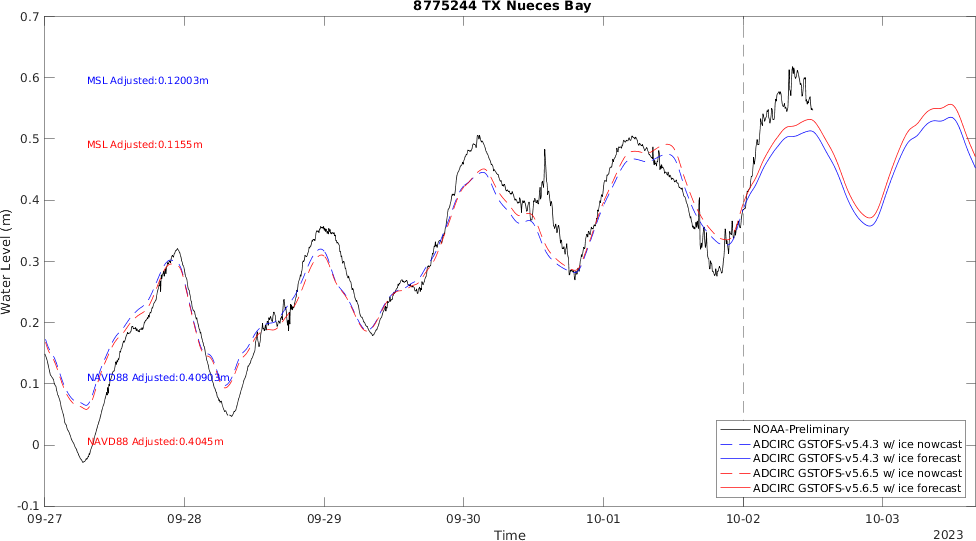 8775244 TX Nueces Bay
Water Level (m)
0.7
0.6
0.5
0.4
0.3
0.2
0.1
0
-0.1
MSL Adjusted:0.12003m
MSL Adjusted:0.1155m
NAVD88 Adjusted:0.40903m
NAVD88 Adjusted:0.4045m
NOAA-Preliminary
ADCIRC GSTOFS-v5.4.3 w/ ice nowcast
ADCIRC GSTOFS-v5.4.3 w/ ice forecast
ADCIRC GSTOFS-v5.6.5 w/ ice nowcast
ADCIRC GSTOFS-v5.6.5 w/ ice forecast
09-27 09-28 09-29 09-30 10-01 10-02 10-03
Time
2023